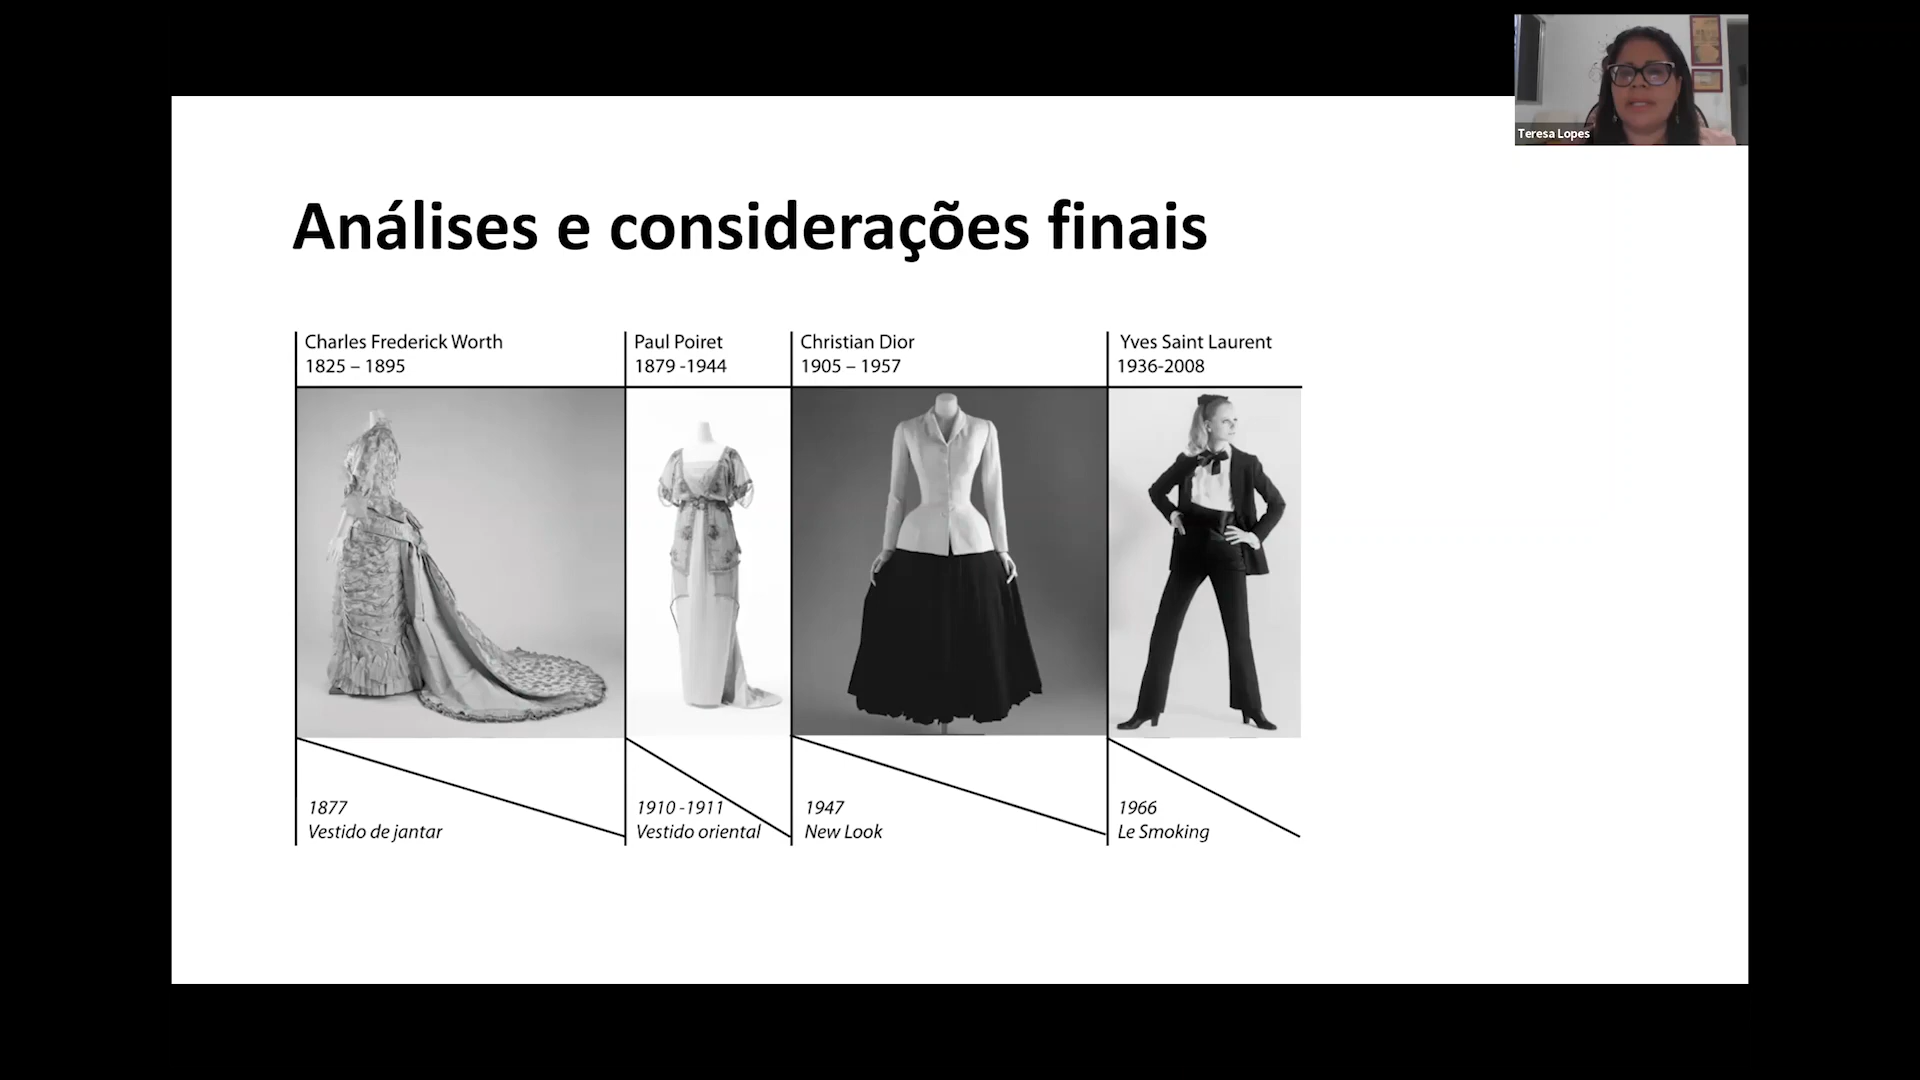 Teresa Lopes
Análises e considerações finais
Charles Frederick Worth
1825 – 1895
Paul Poiret
1879 -1944
Christian Dior
1905 – 1957
Yves Saint Laurent
1936-2008
1877
Vestido de jantar
1910 -1911
Vestido oriental
1947
New Look
1966
Le Smoking